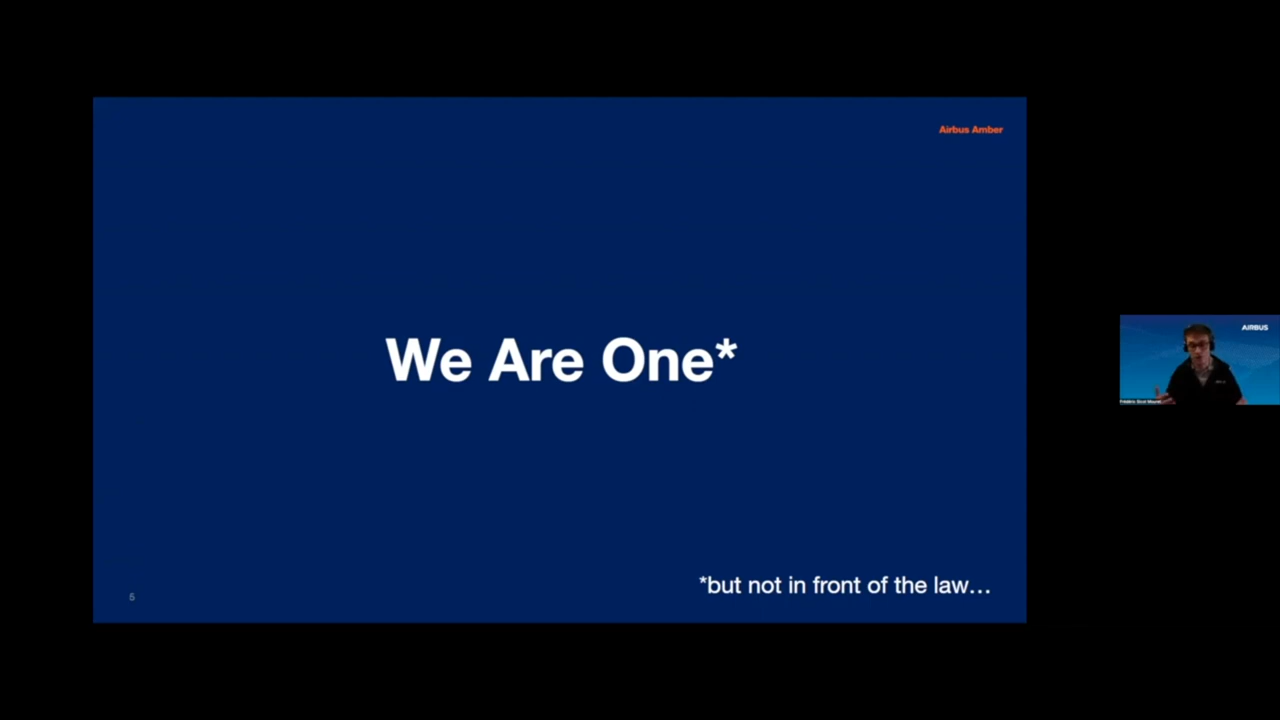 Airbus Amber
We Are One*
*but not in front of the law...
5
AIRBUS